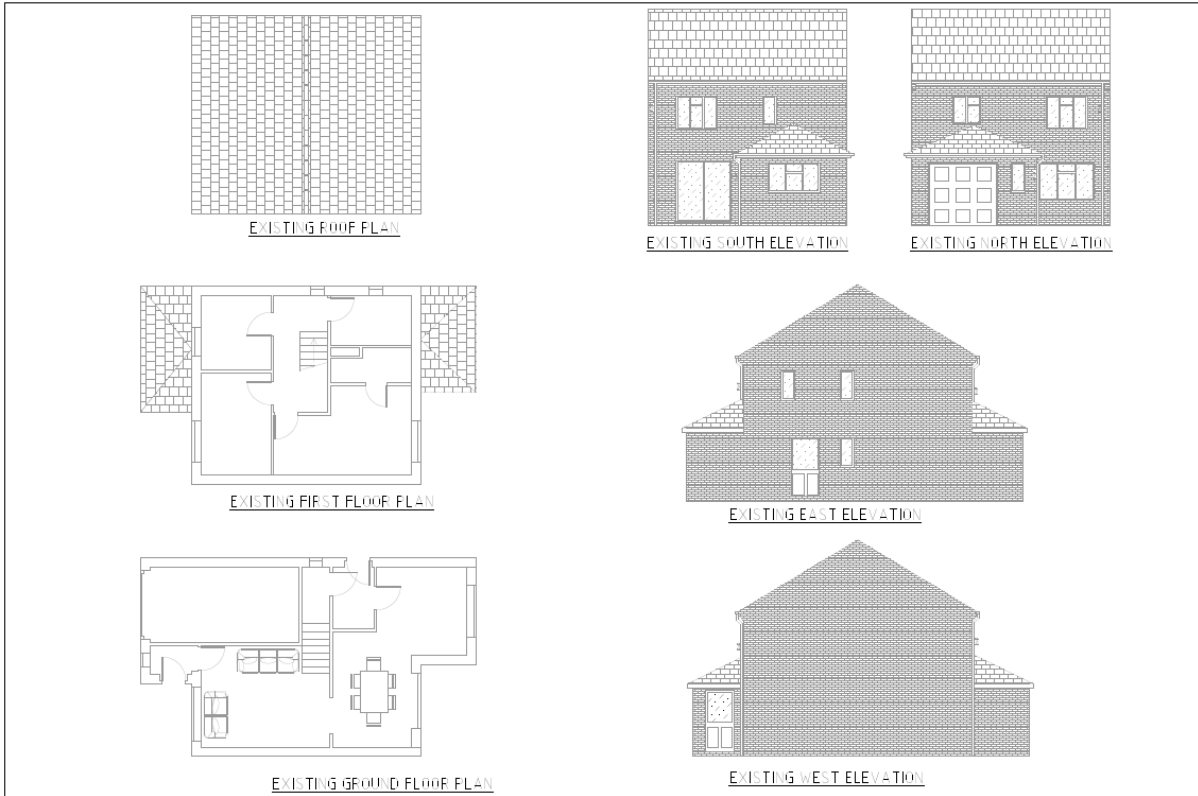 EXISTING ROOF PLAN
EXISTING SOUTH ELEVATION
EXISTING NORTH ELEVATION
EXISTING FIRST FLOOR PLAN
EXISTING EAST ELEVATION
EXISTING GROUND FLOOR PLAN
EXISTING WEST ELEVATION